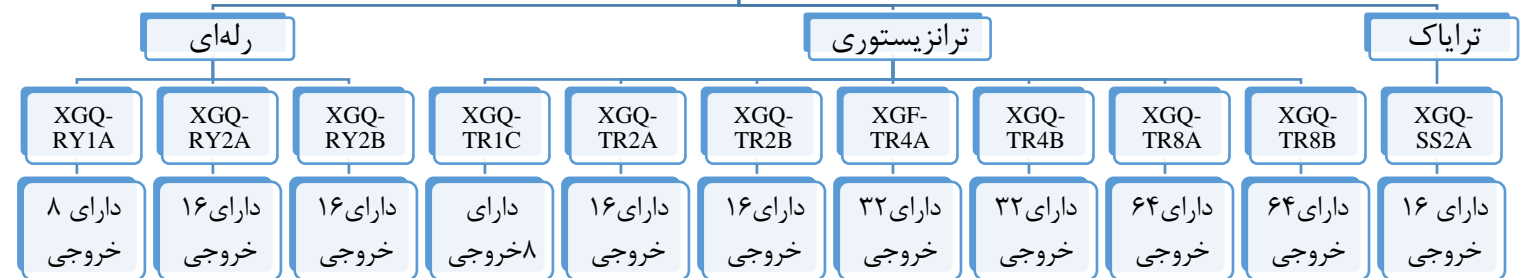 رله‌ای
ترانزیستوری
ترایاک
XGQ-
RY1A
XGQ-
RY2A
XGQ-
RY2B
XGQ-
TR1C
XGQ-
TR2A
XGQ-
TR2B
XGF-
TR4A
XGQ-
TR4B
XGQ-
TR8A
XGQ-
TR8B
XGQ-
SS2A
دارای ۸
خروجی
دارای۱۶
خروجی
دارای۱۶
خروجی
دارای
۸خروجی
دارای۱۶
خروجی
دارای۱۶
خروجی
دارای۳۲
خروجی
دارای۳۲
خروجی
دارای۶۴
خروجی
دارای۶۴
خروجی
دارای ۱۶
خروجی